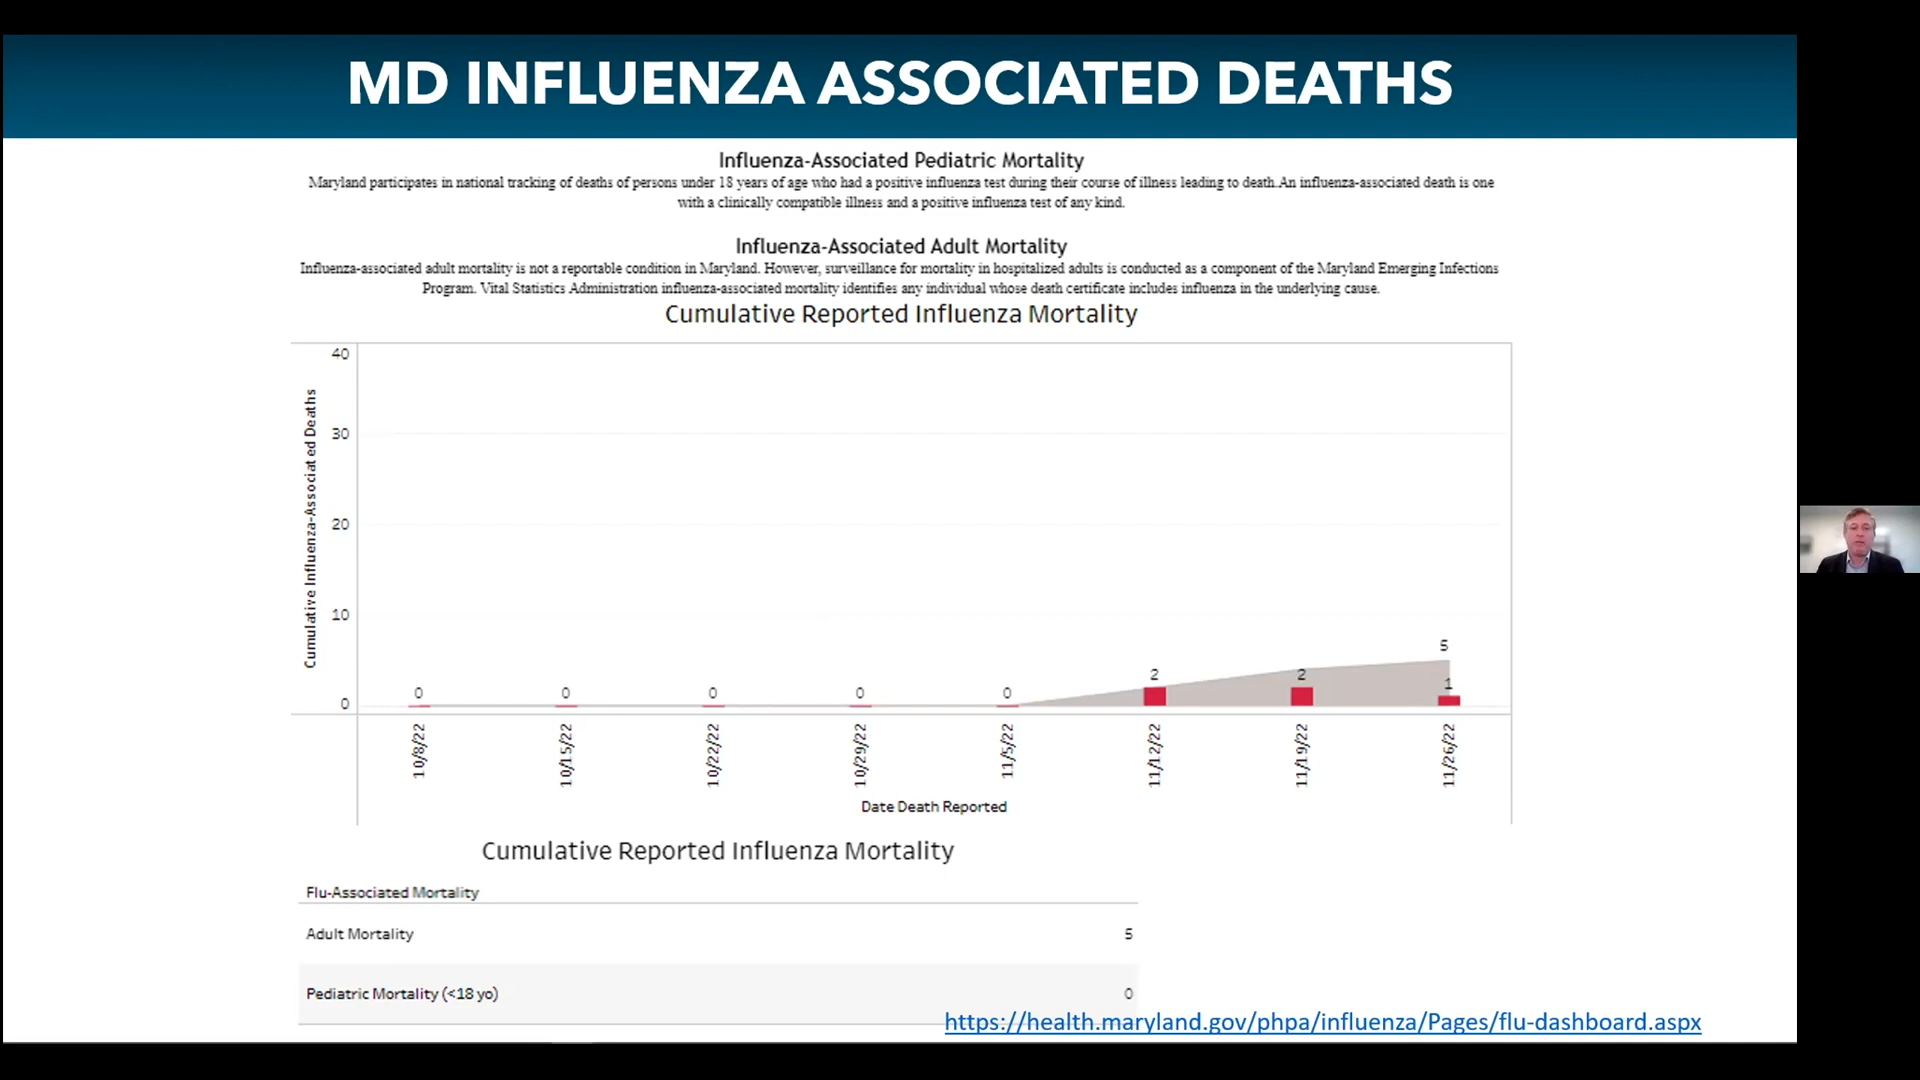 MD INFLUENZA ASSOCIATED DEATHS
Influenza-Associated Pediatric Mortality
Maryland participates in national tracking of deaths of persons under 18 years of age who had a positive influenza test during their course of illness leading to death.An influenza-associated death is one
with a clinically compatible illness and a positive influenza test of any kind.
Influenza-Associated Adult Mortality
Influenza-associated adult mortality is not a reportable condition in Maryland. However, surveillance for mortality in hospitalized adults is conducted as a component of the Maryland Emerging Infections
Program. Vital Statistics Administration influenza-associated mortality identifies any individual whose death certificate includes influenza in the underlying cause.
Cumulative Reported Influenza Mortality
Cumulative Influenza-Associated Deaths
40
30
20
10
0
0
0
0
0
0
2
2
5
1
10/8/22
10/15/22
10/22/22
10/29/22
11/5/22
11/12/22
11/19/22
11/26/22
Date Death Reported
Cumulative Reported Influenza Mortality
Flu-Associated Mortality
Adult Mortality 5
Pediatric Mortality (<18 yo) 0
https://health.maryland.gov/phpa/influenza/Pages/flu-dashboard.aspx